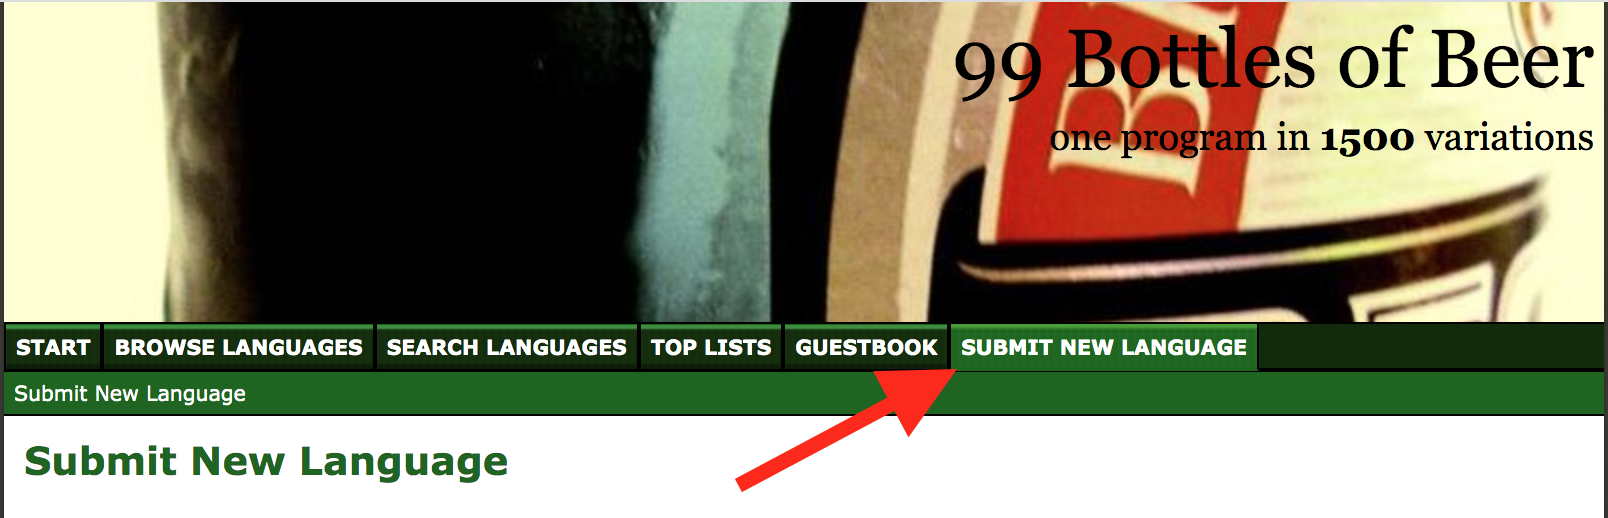 99 Bottles of Beer
one program in 1500 variations
START BROWSE LANGUAGES SEARCH LANGUAGES TOP LISTS GUESTBOOK SUBMIT NEW LANGUAGE
Submit New Language
Submit New Language